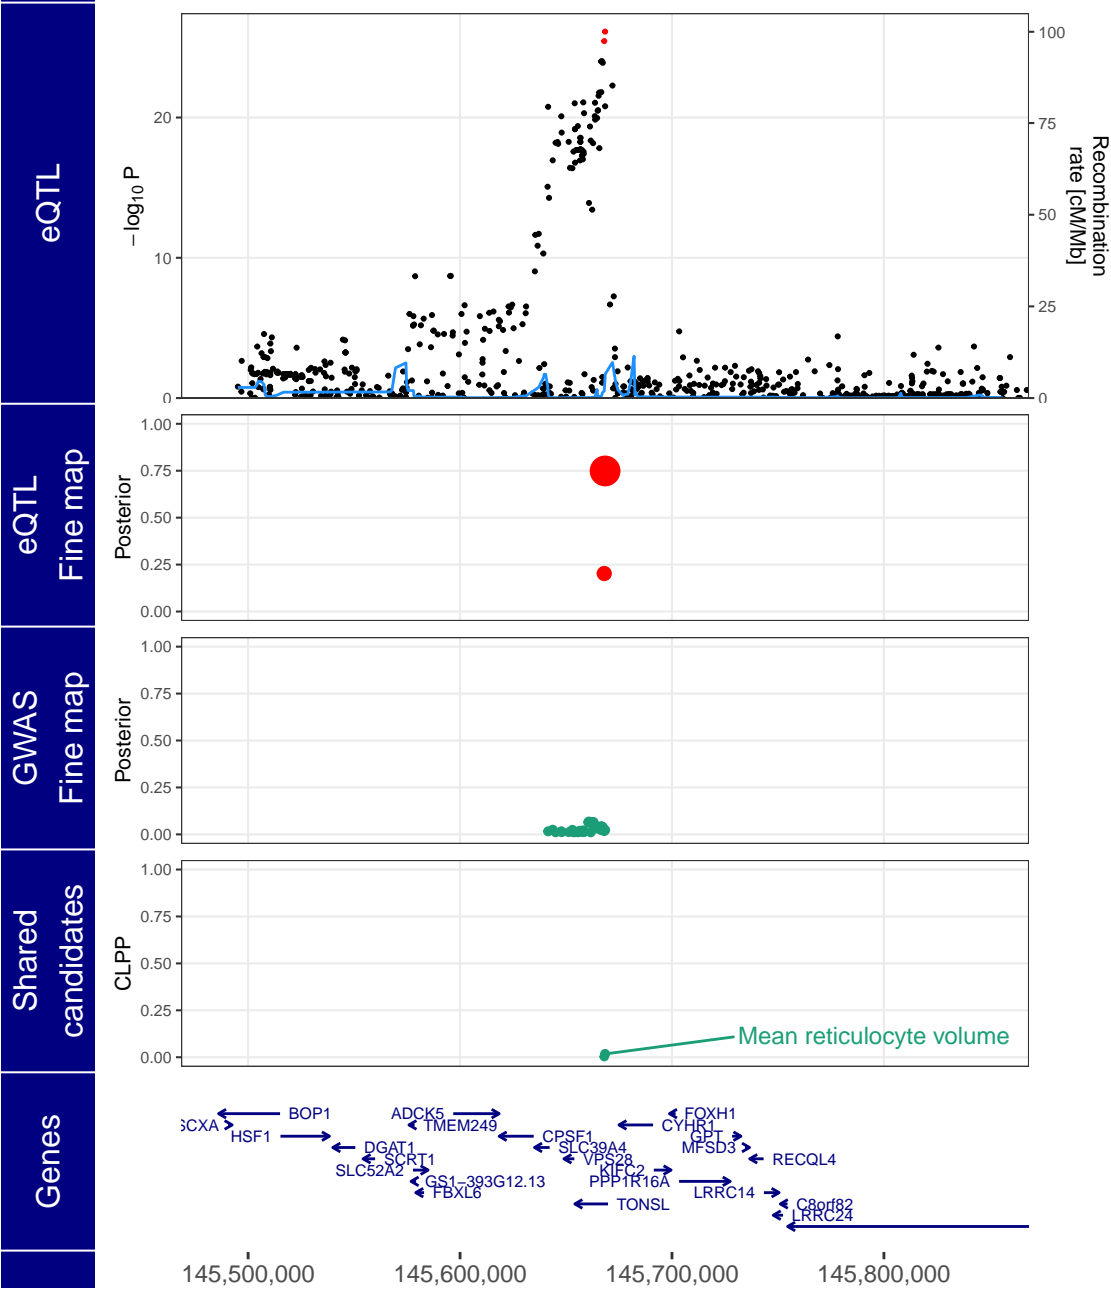 eQTL
−log10 P
20
10
0
100
75
50
25
0
Recombination
rate [cM/Mb]
eQTL
Fine map
Posterior
1.00
0.75
0.50
0.25
0.00
GWAS
Fine map
Posterior
1.00
0.75
0.50
0.25
0.00
Shared
candidates
CLPP
1.00
0.75
0.50
0.25
0.00
Mean reticulocyte volume
Genes
BOP1
ADCK5
FOXH1
SCXA
TMEM249
CYHR1
HSF1
CPSF1
GPT
DGAT1
SLC39A4
MFSD3
SCRT1
VPS28
RECQL4
SLC52A2
KIFC2
GS1−393G12.13
PPP1R16A
FBXL6
LRRC14
TONSL
C8orf82
LRRC24
145,500,000
145,600,000
145,700,000
145,800,000